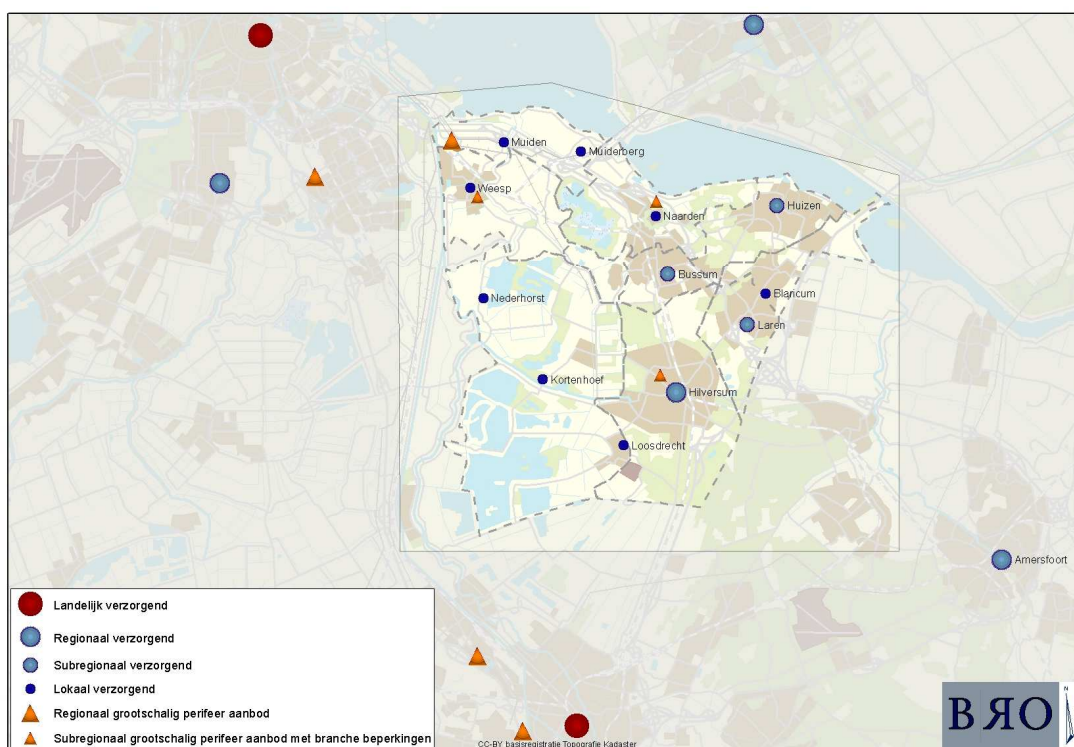 Muiden
Muiderberg
Weesp
Huizen
Naarden
Bussum
Blaricum
Nederhorst
Laren
Kortenhoef
Hilversum
Loosdrecht
Amersfoort
Landelijk verzorgend
Regionaal verzorgend
Subregionaal verzorgend
Lokaal verzorgend
Regionaal grootschalig perifeer aanbod
Subregionaal grootschalig perifeer aanbod met branche beperkingen
CC-BY basisregistratie Topografie Kadaster
BЯO
N